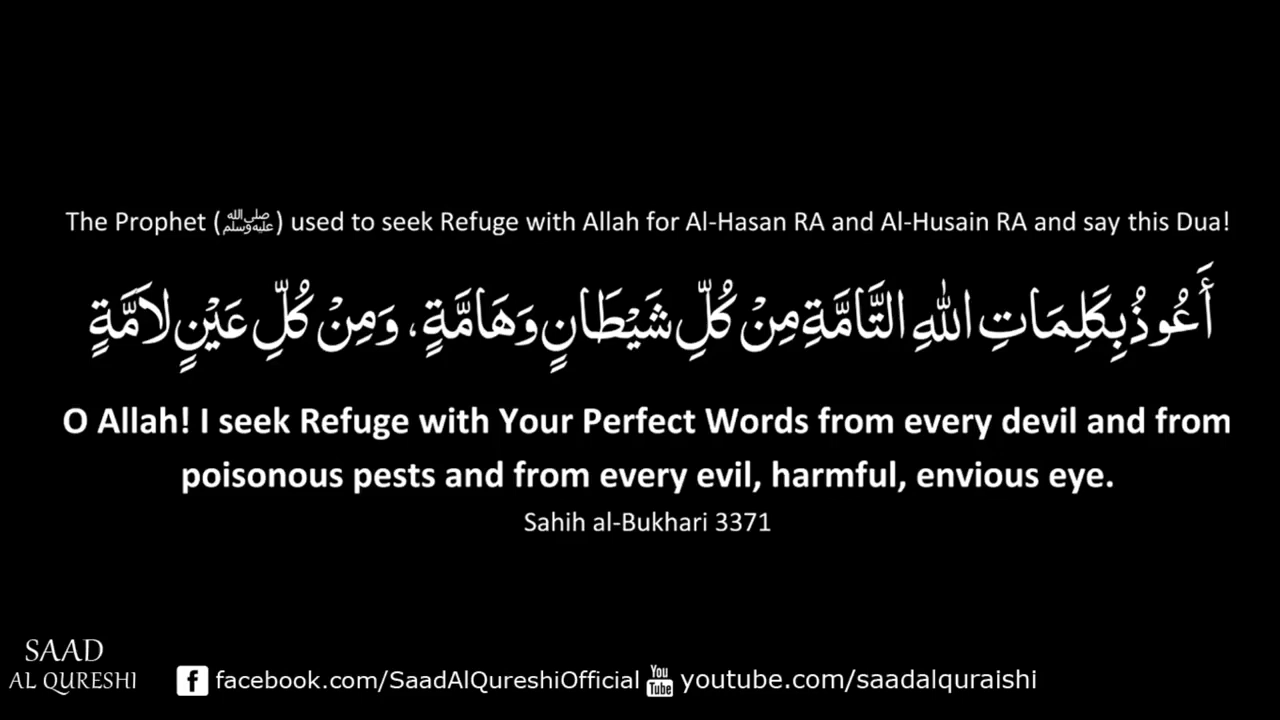 The Prophet (ﷺ) used to seek Refuge with Allah for Al-Hasan RA and Al-Husain RA and say this Dua!
أَعُوذُ بِكَلِمَاتِ اللهِ التَّامَّةِ مِنْ كُلِّ شَيْطَانٍ وَهَامَّةٍ، وَمِنْ كُلِّ عَيْنٍ لاَمَّةٍ
O Allah! I seek Refuge with Your Perfect Words from every devil and from
poisonous pests and from every evil, harmful, envious eye.
Sahih al-Bukhari 3371
SAAD
AL QURESHI
f facebook.com/SaadAlQureshiOfficial You Tube youtube.com/saadalquraishi